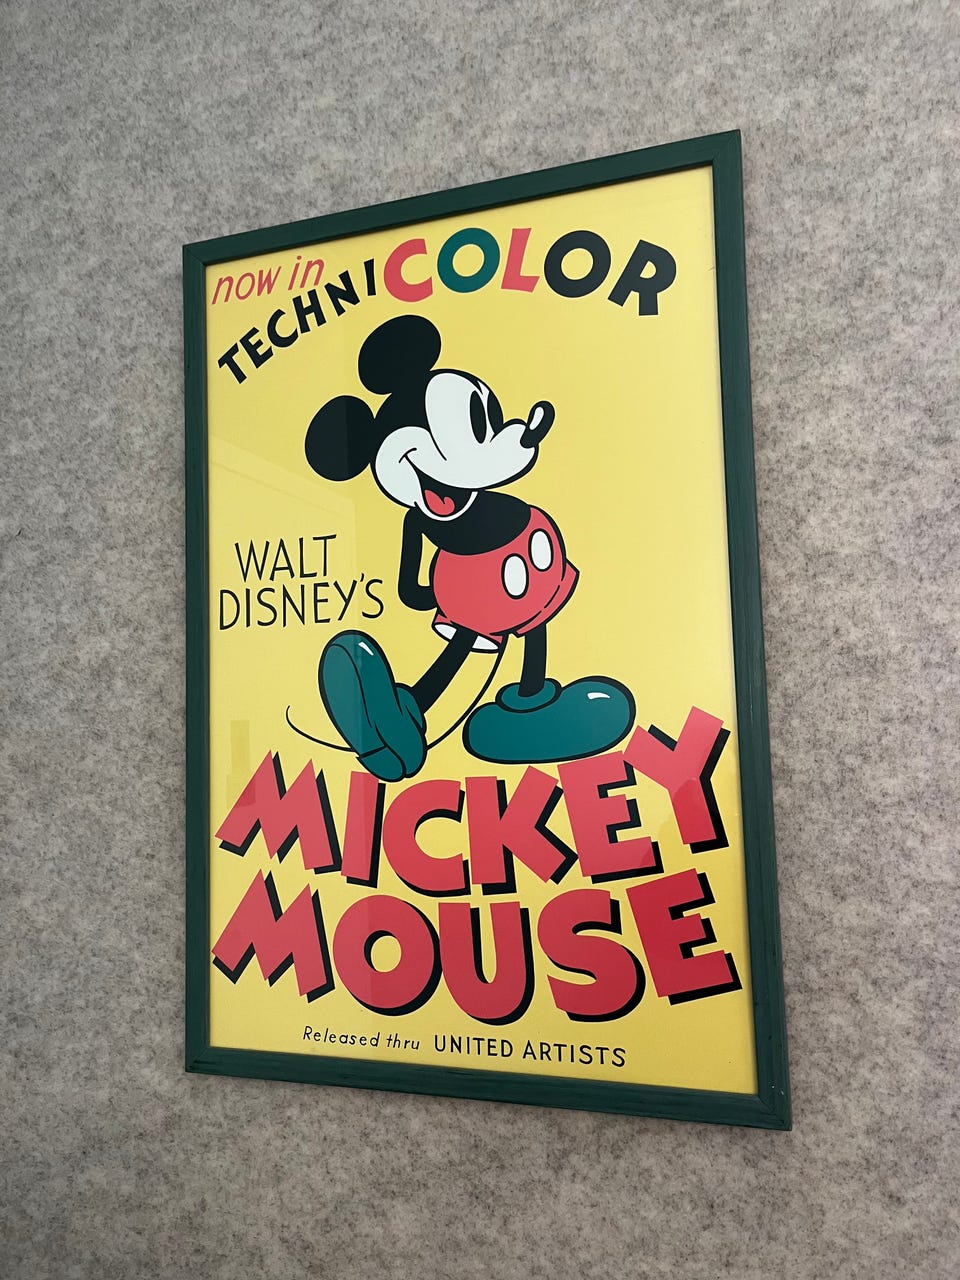 now in
TECHNICOLOR
WALT
DISNEY'S
MICKEY
MOUSE
Released thru UNITED ARTISTS